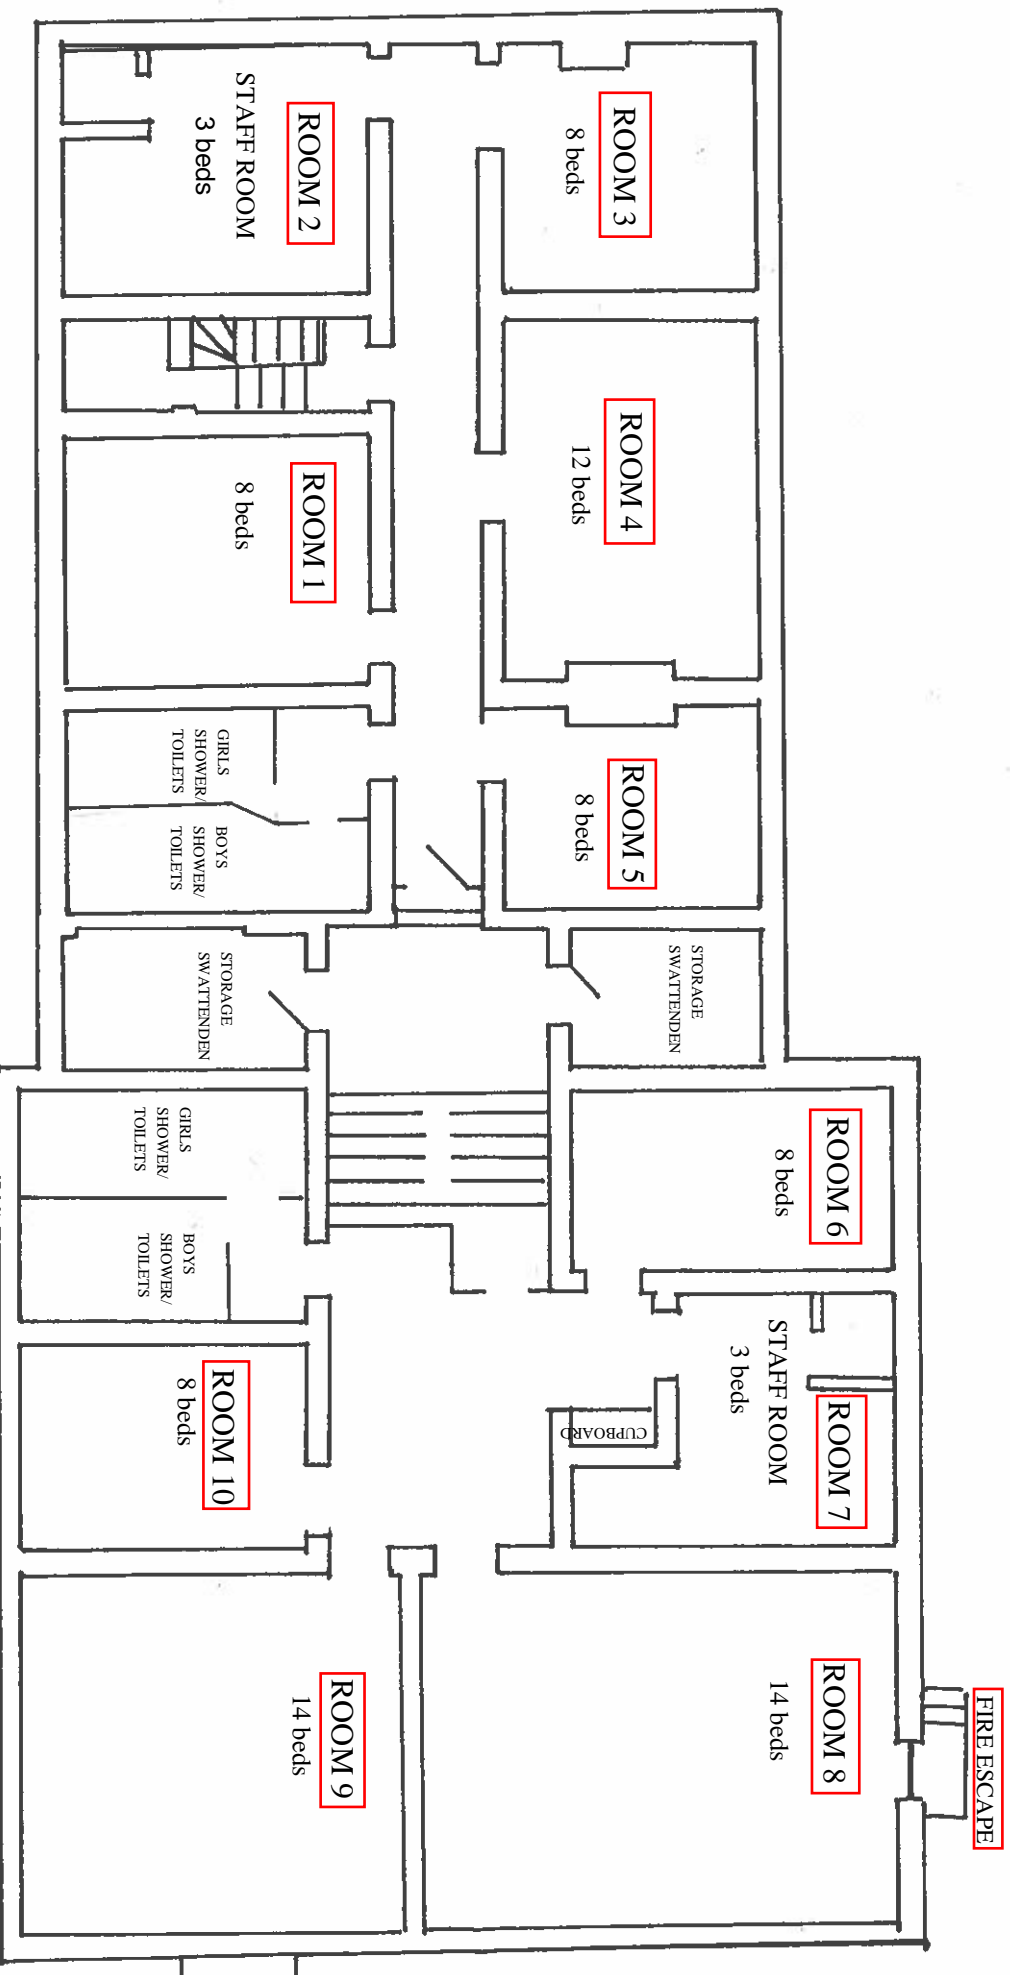 ROOM 3
8 beds
ROOM 2
STAFF ROOM
3 beds
ROOM 4
12 beds
ROOM 1
8 beds
ROOM 5
8 beds
GIRLS
SHOWER/
TOILETS
BOYS
SHOWER/
TOILETS
STORAGE
SWATTENDEN
STORAGE
SWATTENDEN
ROOM 6
8 beds
GIRLS
SHOWER/
TOILETS
BOYS
SHOWER/
TOILETS
ROOM 7
STAFF ROOM
3 beds
CUPBOARD
ROOM 10
8 beds
ROOM 8
14 beds
ROOM 9
14 beds
FIRE ESCAPE